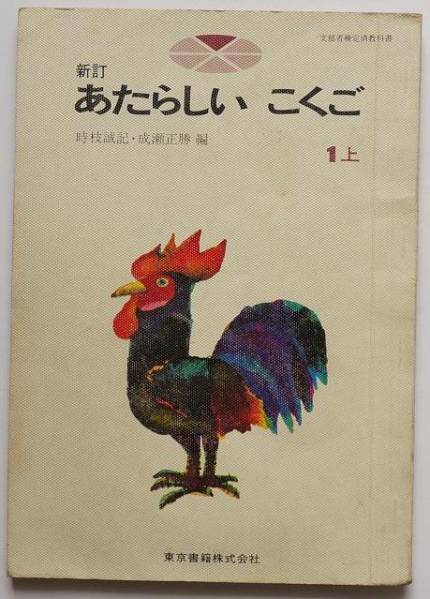 文部省検定済教科書
新訂
あたらしい こくご
時枝誠記・成瀬正勝 編
1上
東京書籍株式会社